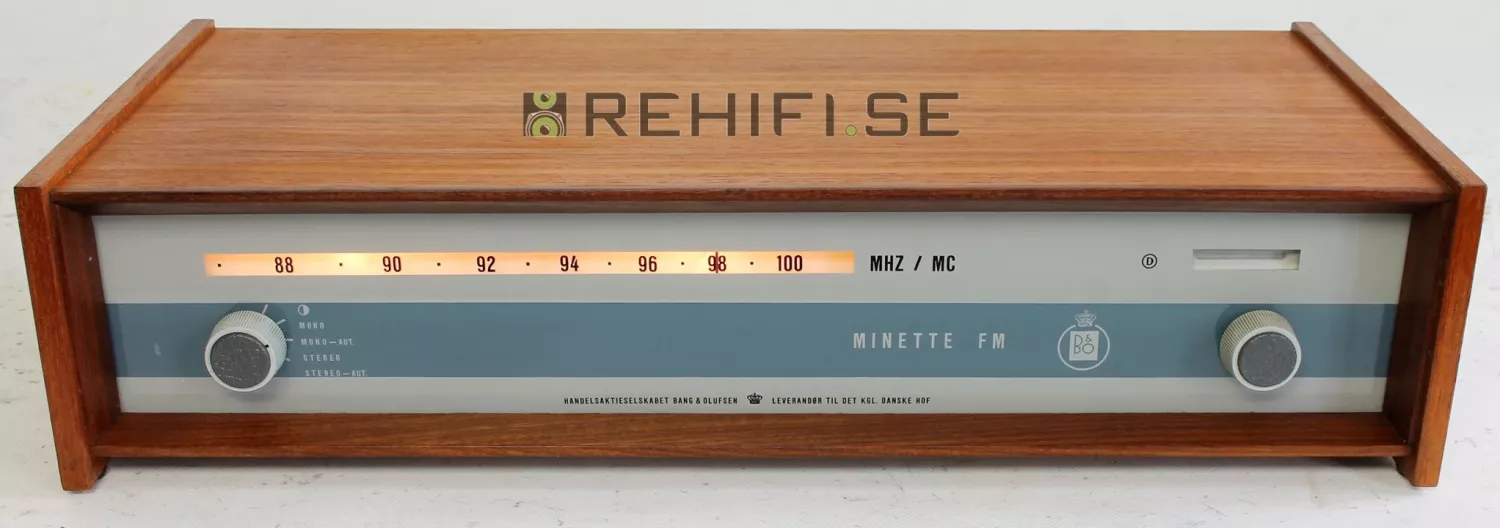 REHIFI.SE
88 90 92 94 96 98 100 MHZ / MC
D
MONO
MONO—AUT.
STEREO
STEREO—AUT.
MINETTE FM
B&O
HANDELSAKTIESELSKABET BANG & OLUFSEN LEVERANDØR TIL DET KGL. DANSKE HOF